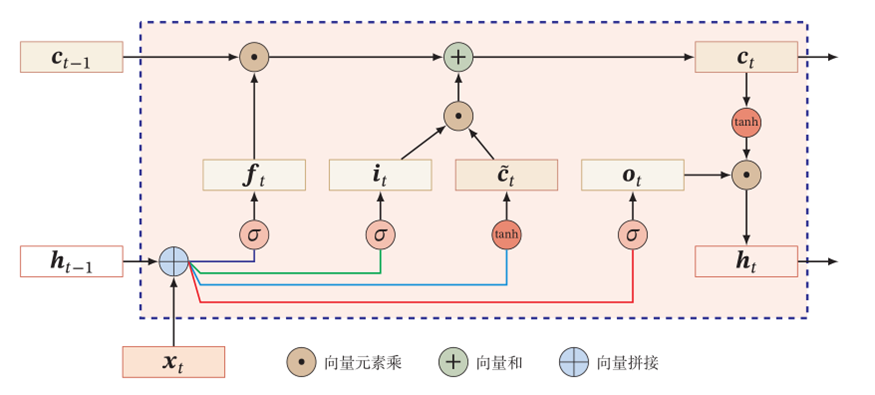 c_{t−1}
c_t
tanh
f_t
i_t
c̃_t
o_t
σ
σ
tanh
σ
h_{t−1}
h_t
x_t
向量元素乘
向量和
向量拼接